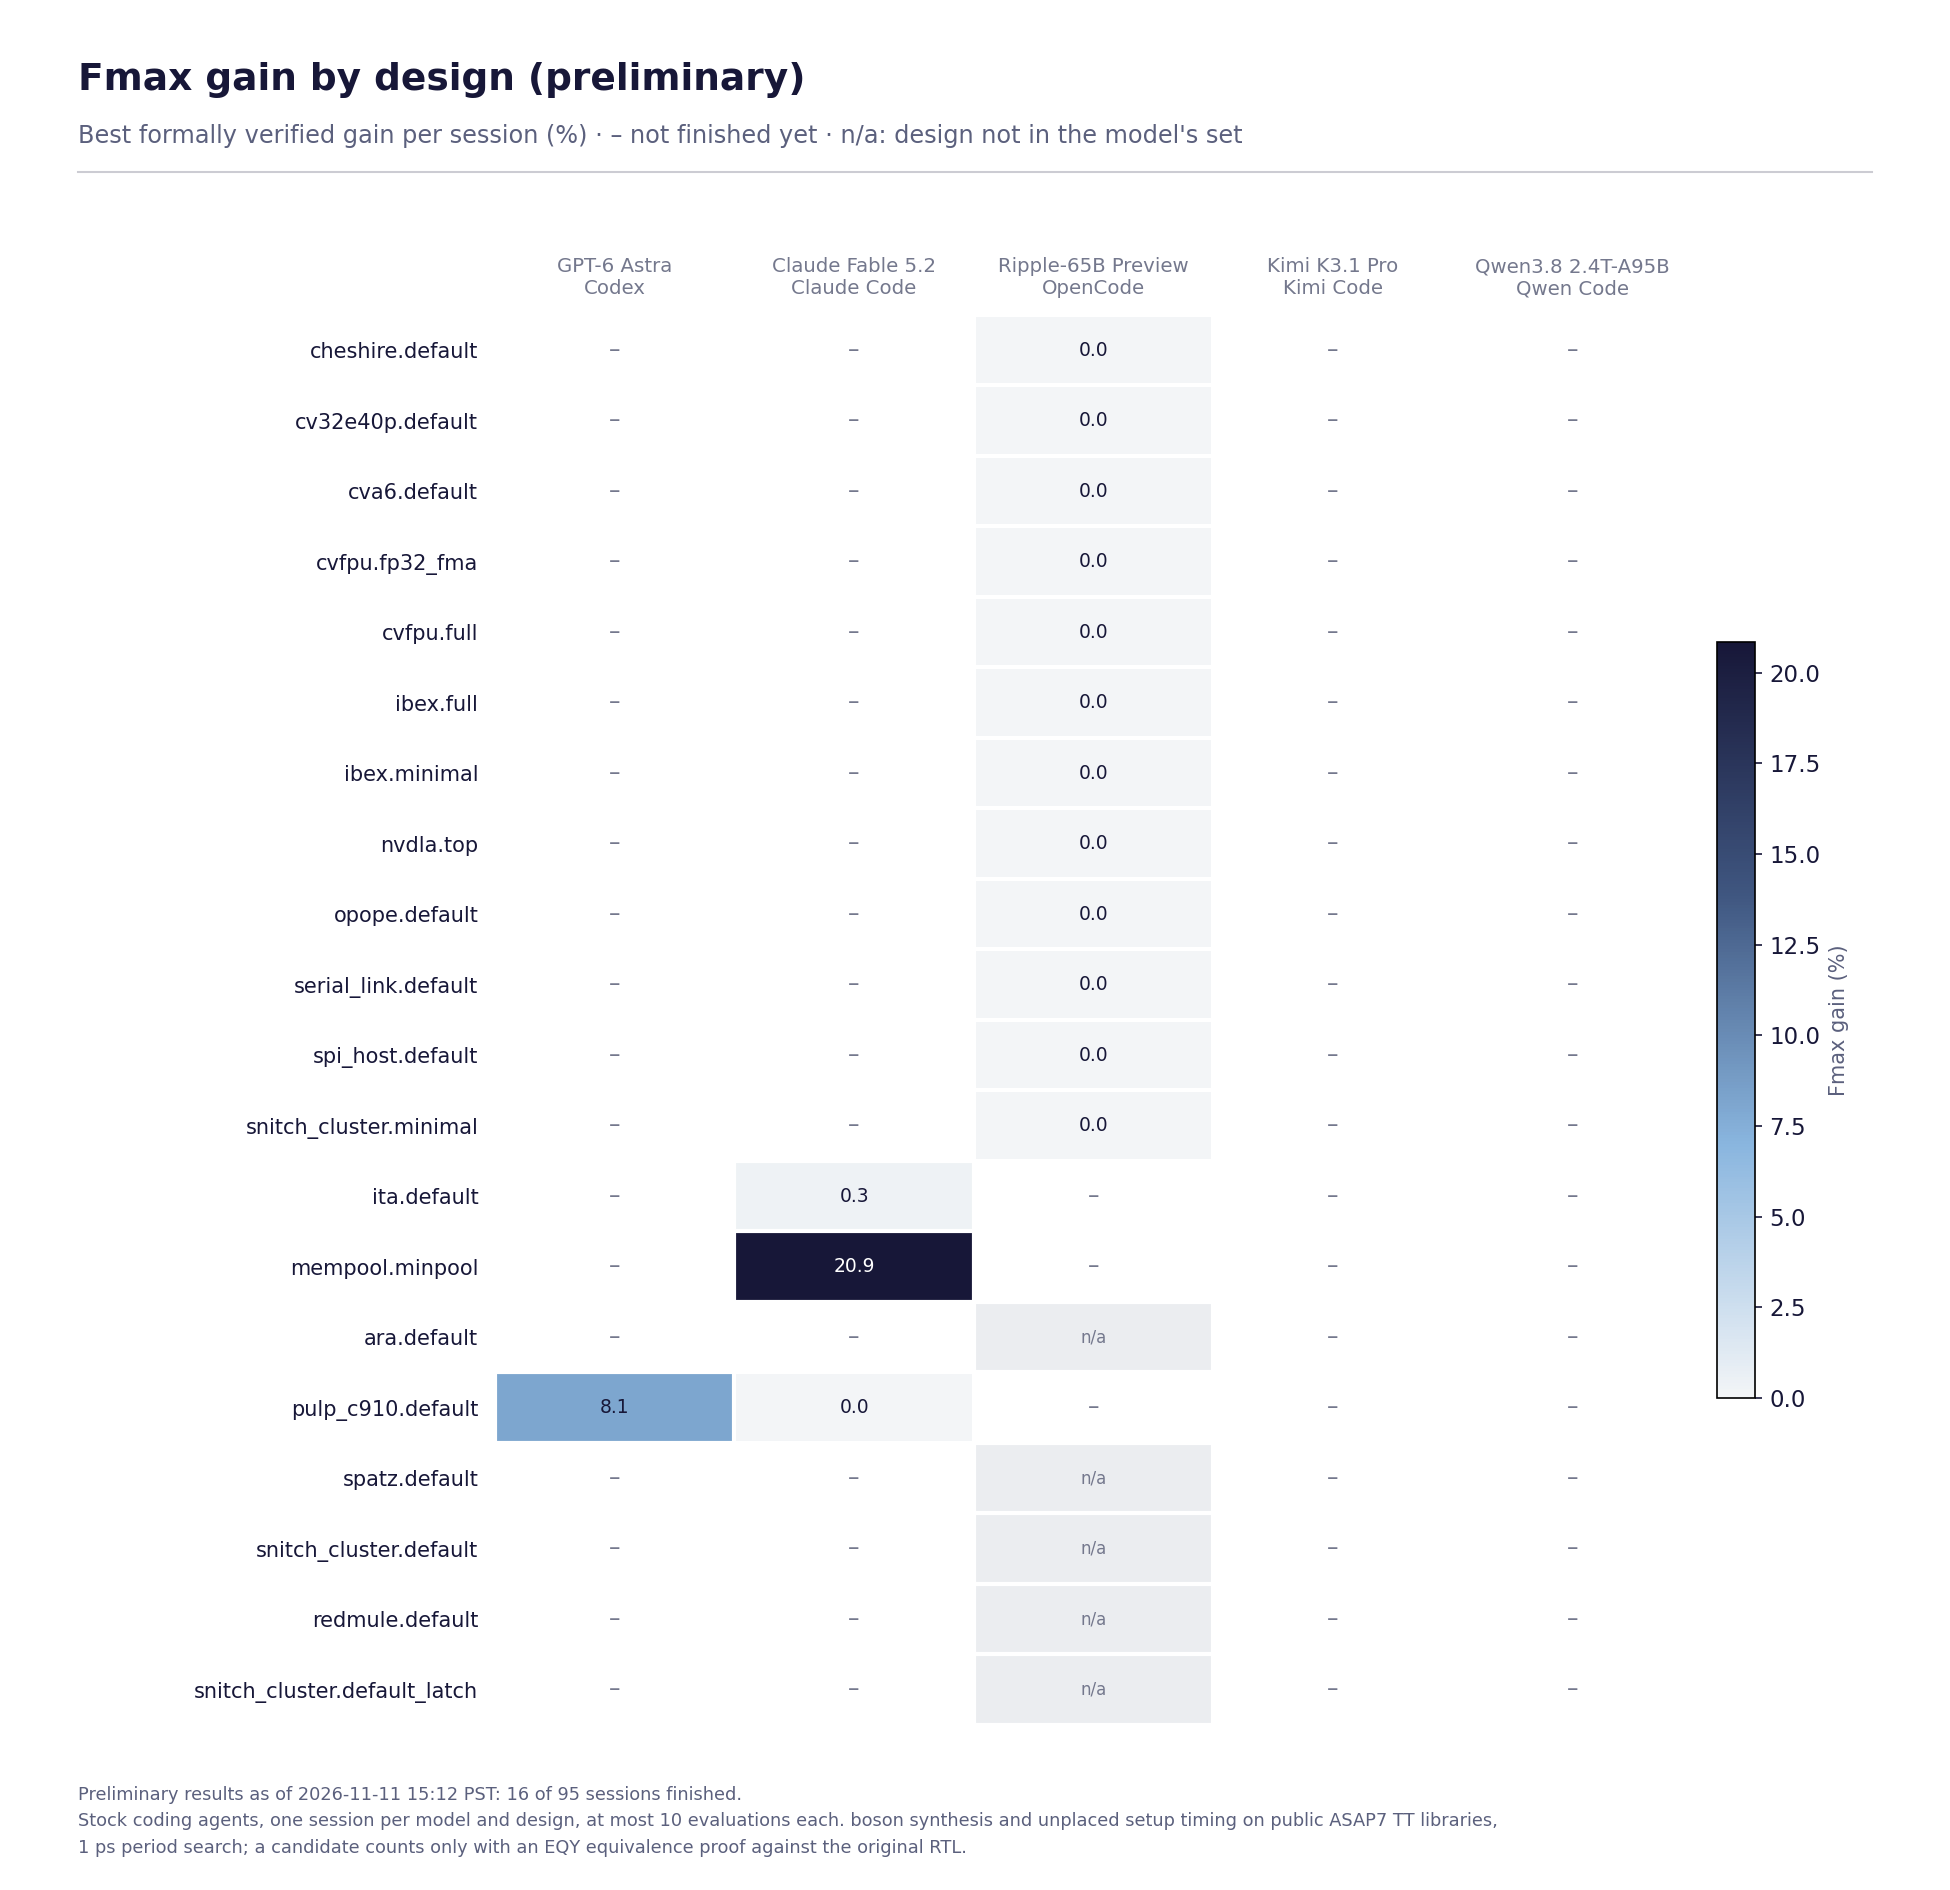 Fmax gain by design (preliminary)
Best formally verified gain per session (%) · – not finished yet · n/a: design not in the model's set
GPT-6 Astra Claude Fable 5.2 Ripple-65B Preview Kimi K3.1 Pro Qwen3.8 2.4T-A95B
Codex Claude Code OpenCode Kimi Code Qwen Code
cheshire.default – – 0.0 – –
cv32e40p.default – – 0.0 – –
cva6.default – – 0.0 – –
cvfpu.fp32_fma – – 0.0 – –
cvfpu.full – – 0.0 – –
ibex.full – – 0.0 – –
ibex.minimal – – 0.0 – –
nvdla.top – – 0.0 – –
opope.default – – 0.0 – –
serial_link.default – – 0.0 – –
spi_host.default – – 0.0 – –
snitch_cluster.minimal – – 0.0 – –
ita.default – 0.3 – – –
mempool.minpool – 20.9 – – –
ara.default – – n/a – –
pulp_c910.default 8.1 0.0 – – –
spatz.default – – n/a – –
snitch_cluster.default – – n/a – –
redmule.default – – n/a – –
snitch_cluster.default_latch – – n/a – –
20.0
17.5
15.0
12.5
10.0
7.5
5.0
2.5
0.0
Fmax gain (%)
Preliminary results as of 2026-11-11 15:12 PST: 16 of 95 sessions finished.
Stock coding agents, one session per model and design, at most 10 evaluations each. boson synthesis and unplaced setup timing on public ASAP7 TT libraries,
1 ps period search; a candidate counts only with an EQY equivalence proof against the original RTL.